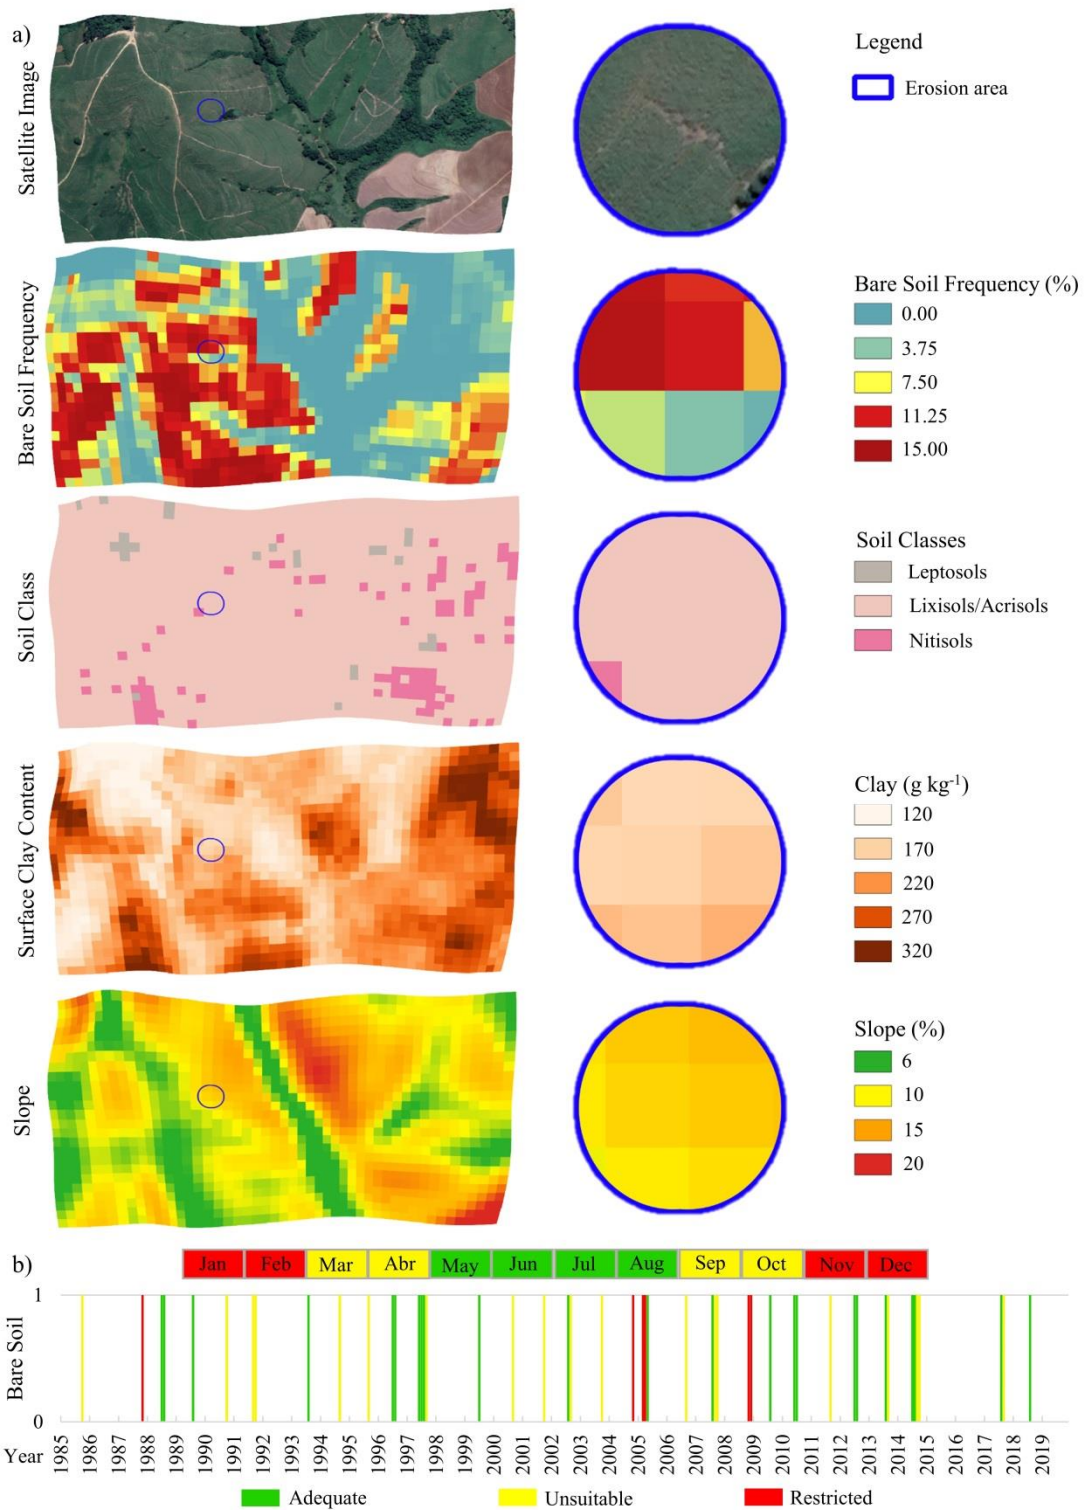 a)
Satellite Image
Legend
Erosion area
Bare Soil Frequency
Bare Soil Frequency (%)
0.00
3.75
7.50
11.25
15.00
Soil Class
Soil Classes
Leptosols
Lixisols/Acrisols
Nitisols
Surface Clay Content
Clay (g kg-1)
120
170
220
270
320
Slope
Slope (%)
6
10
15
20
b)
Jan Feb Mar Abr May Jun Jul Aug Sep Oct Nov Dec
Bare Soil
1
0
Year
1985 1986 1987 1988 1989 1990 1991 1992 1993 1994 1995 1996 1997 1998 1999 2000 2001 2002 2003 2004 2005 2006 2007 2008 2009 2010 2011 2012 2013 2014 2015 2016 2017 2018 2019
Adequate Unsuitable Restricted